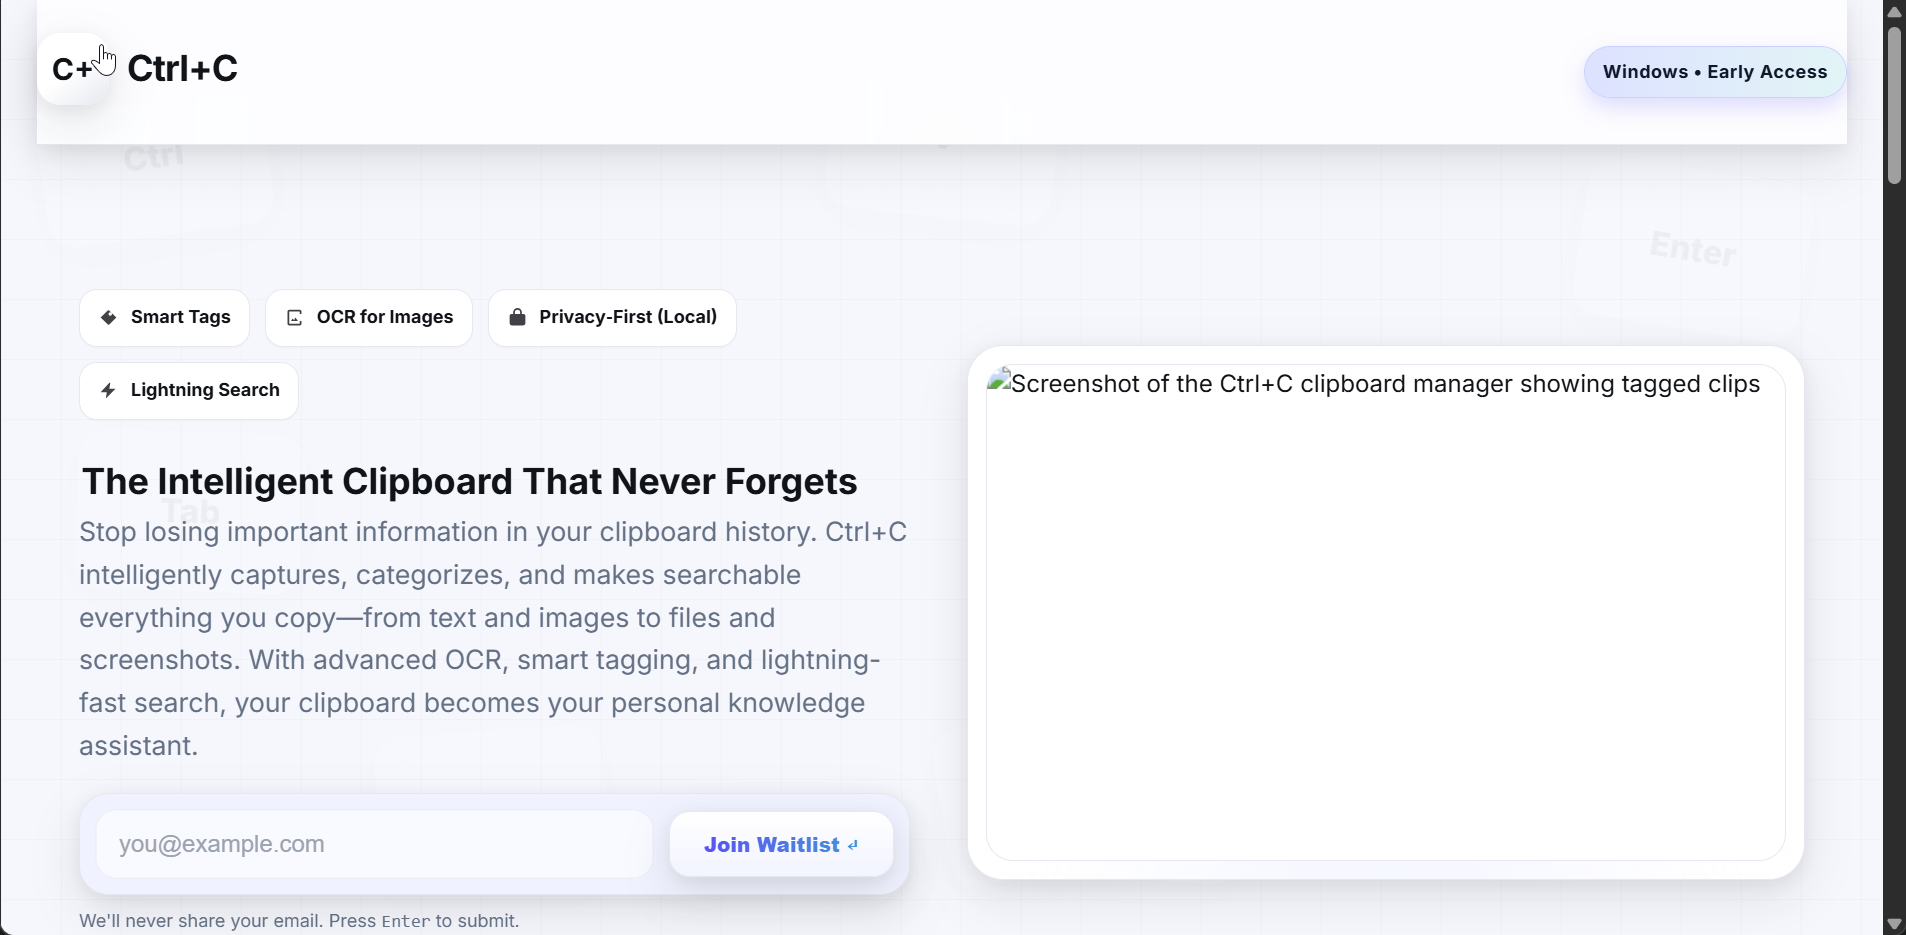 C+
Ctrl+C
Windows • Early Access
Ctrl
Enter
Smart Tags
OCR for Images
Privacy-First (Local)
Lightning Search
The Intelligent Clipboard That Never Forgets
Tab
Stop losing important information in your clipboard history. Ctrl+C
intelligently captures, categorizes, and makes searchable
everything you copy—from text and images to files and
screenshots. With advanced OCR, smart tagging, and lightning-
fast search, your clipboard becomes your personal knowledge
assistant.
you@example.com
Join Waitlist ↵
We'll never share your email. Press Enter to submit.
Screenshot of the Ctrl+C clipboard manager showing tagged clips